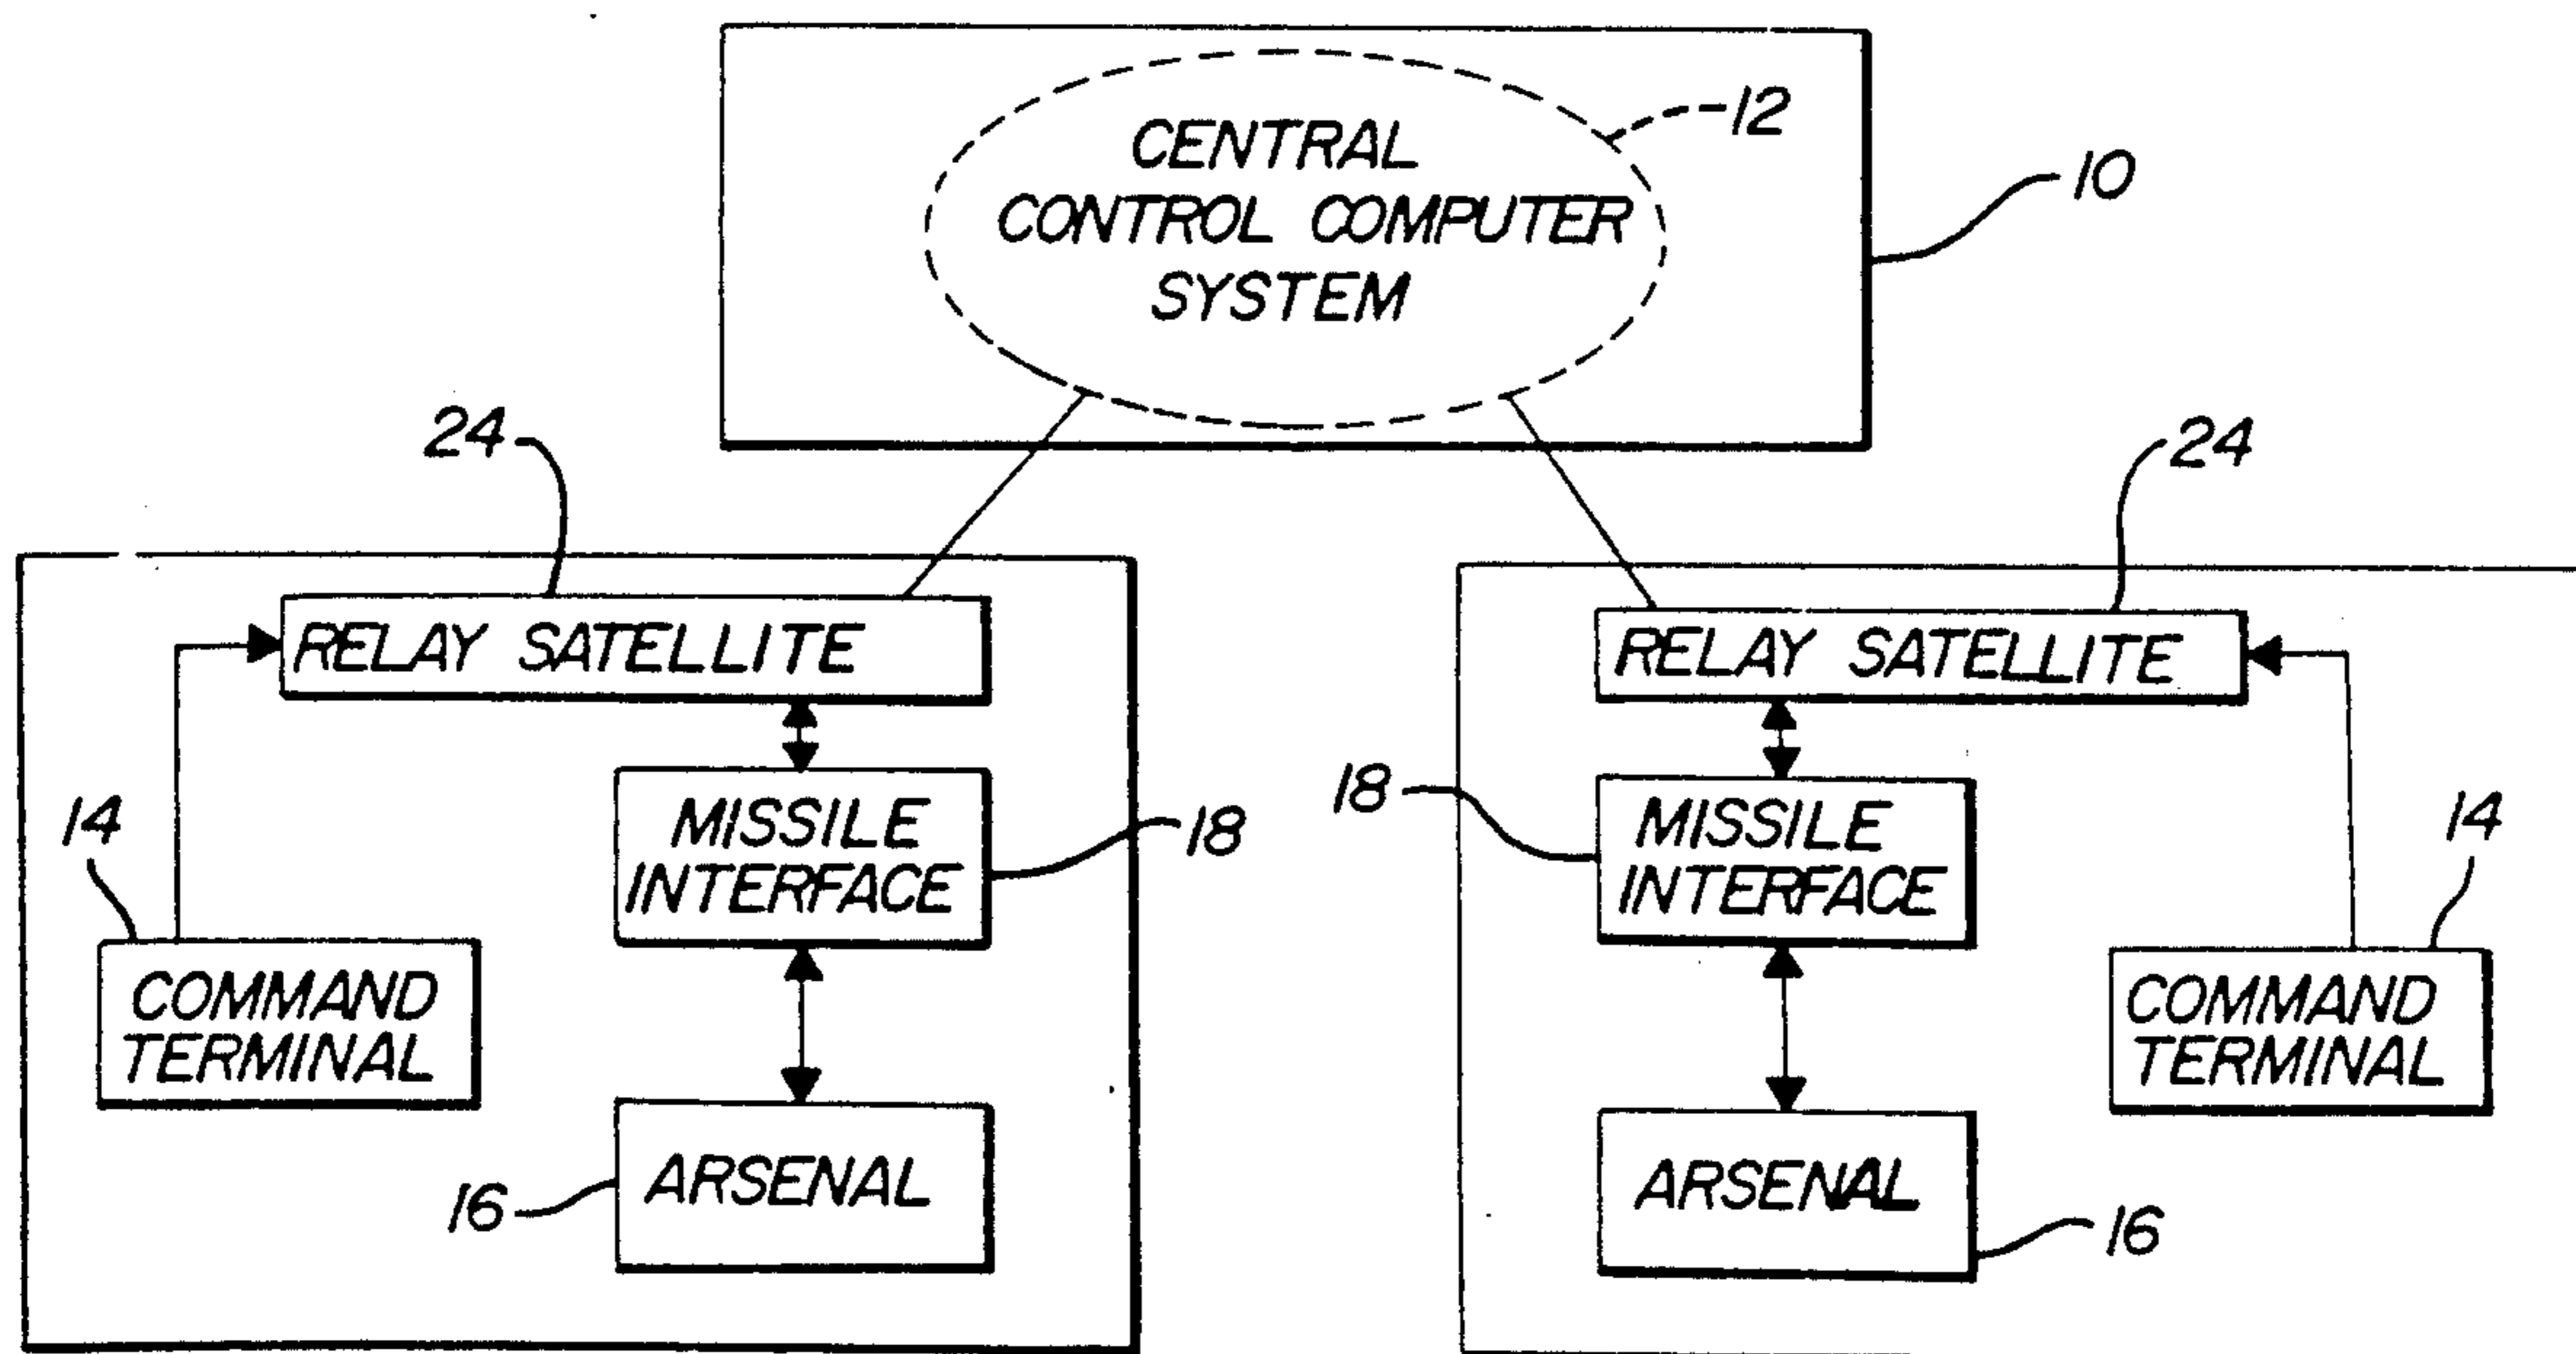 CENTRAL
CONTROL COMPUTER
SYSTEM
12
10
24
RELAY SATELLITE
MISSILE
INTERFACE
18
14
COMMAND
TERMINAL
ARSENAL
16
24
RELAY SATELLITE
18
MISSILE
INTERFACE
14
COMMAND
TERMINAL
ARSENAL
16